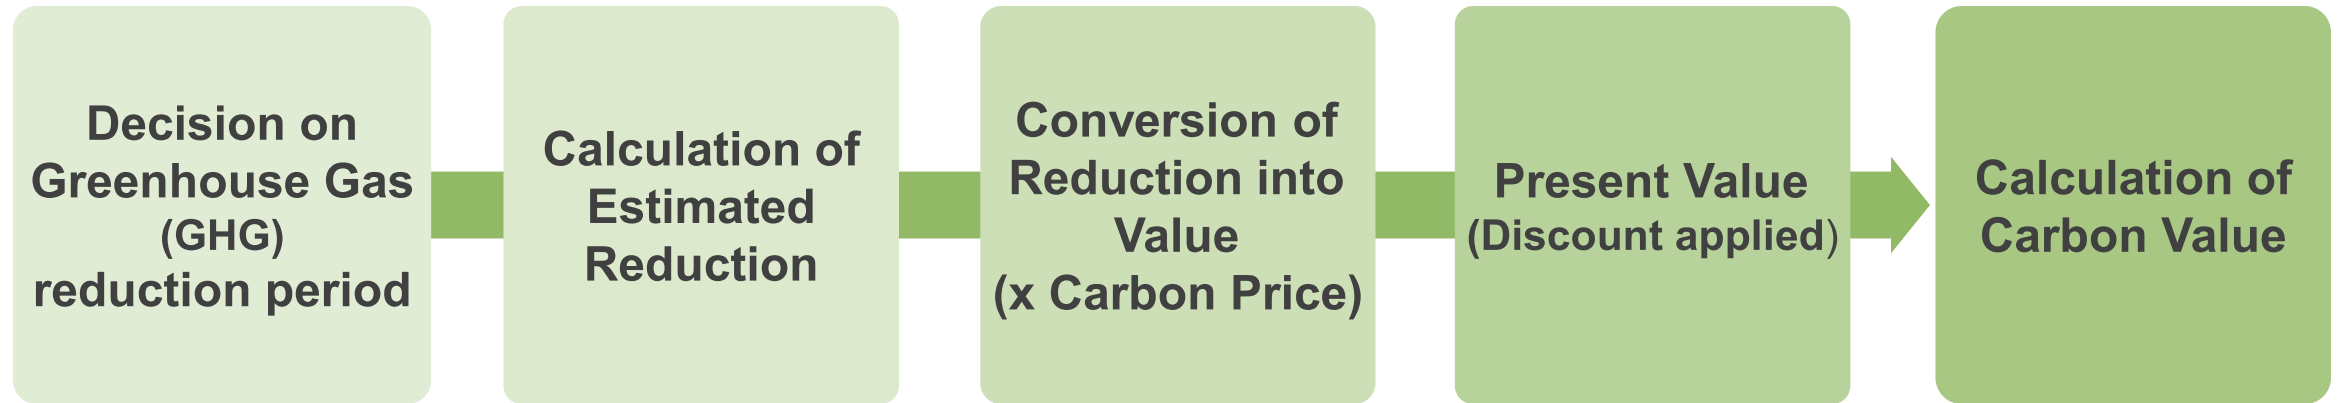 Decision on
Greenhouse Gas
(GHG)
reduction period
Calculation of
Estimated
Reduction
Conversion of
Reduction into
Value
(x Carbon Price)
Present Value
(Discount applied)
Calculation of
Carbon Value